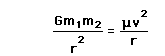 Gm₁m₂/r² = μv²/r